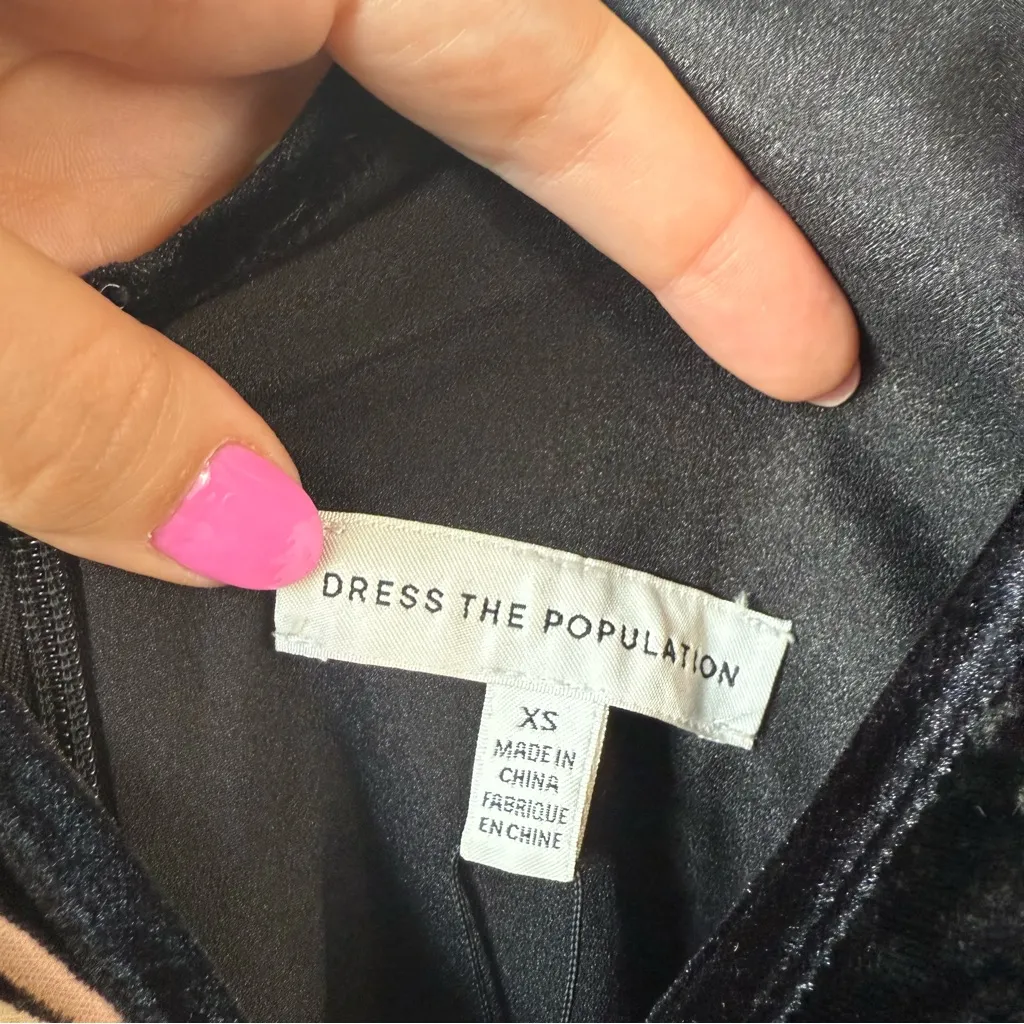 DRESS THE POPULATION
XS
MADE IN
CHINA
FABRIQUE
EN CHINE